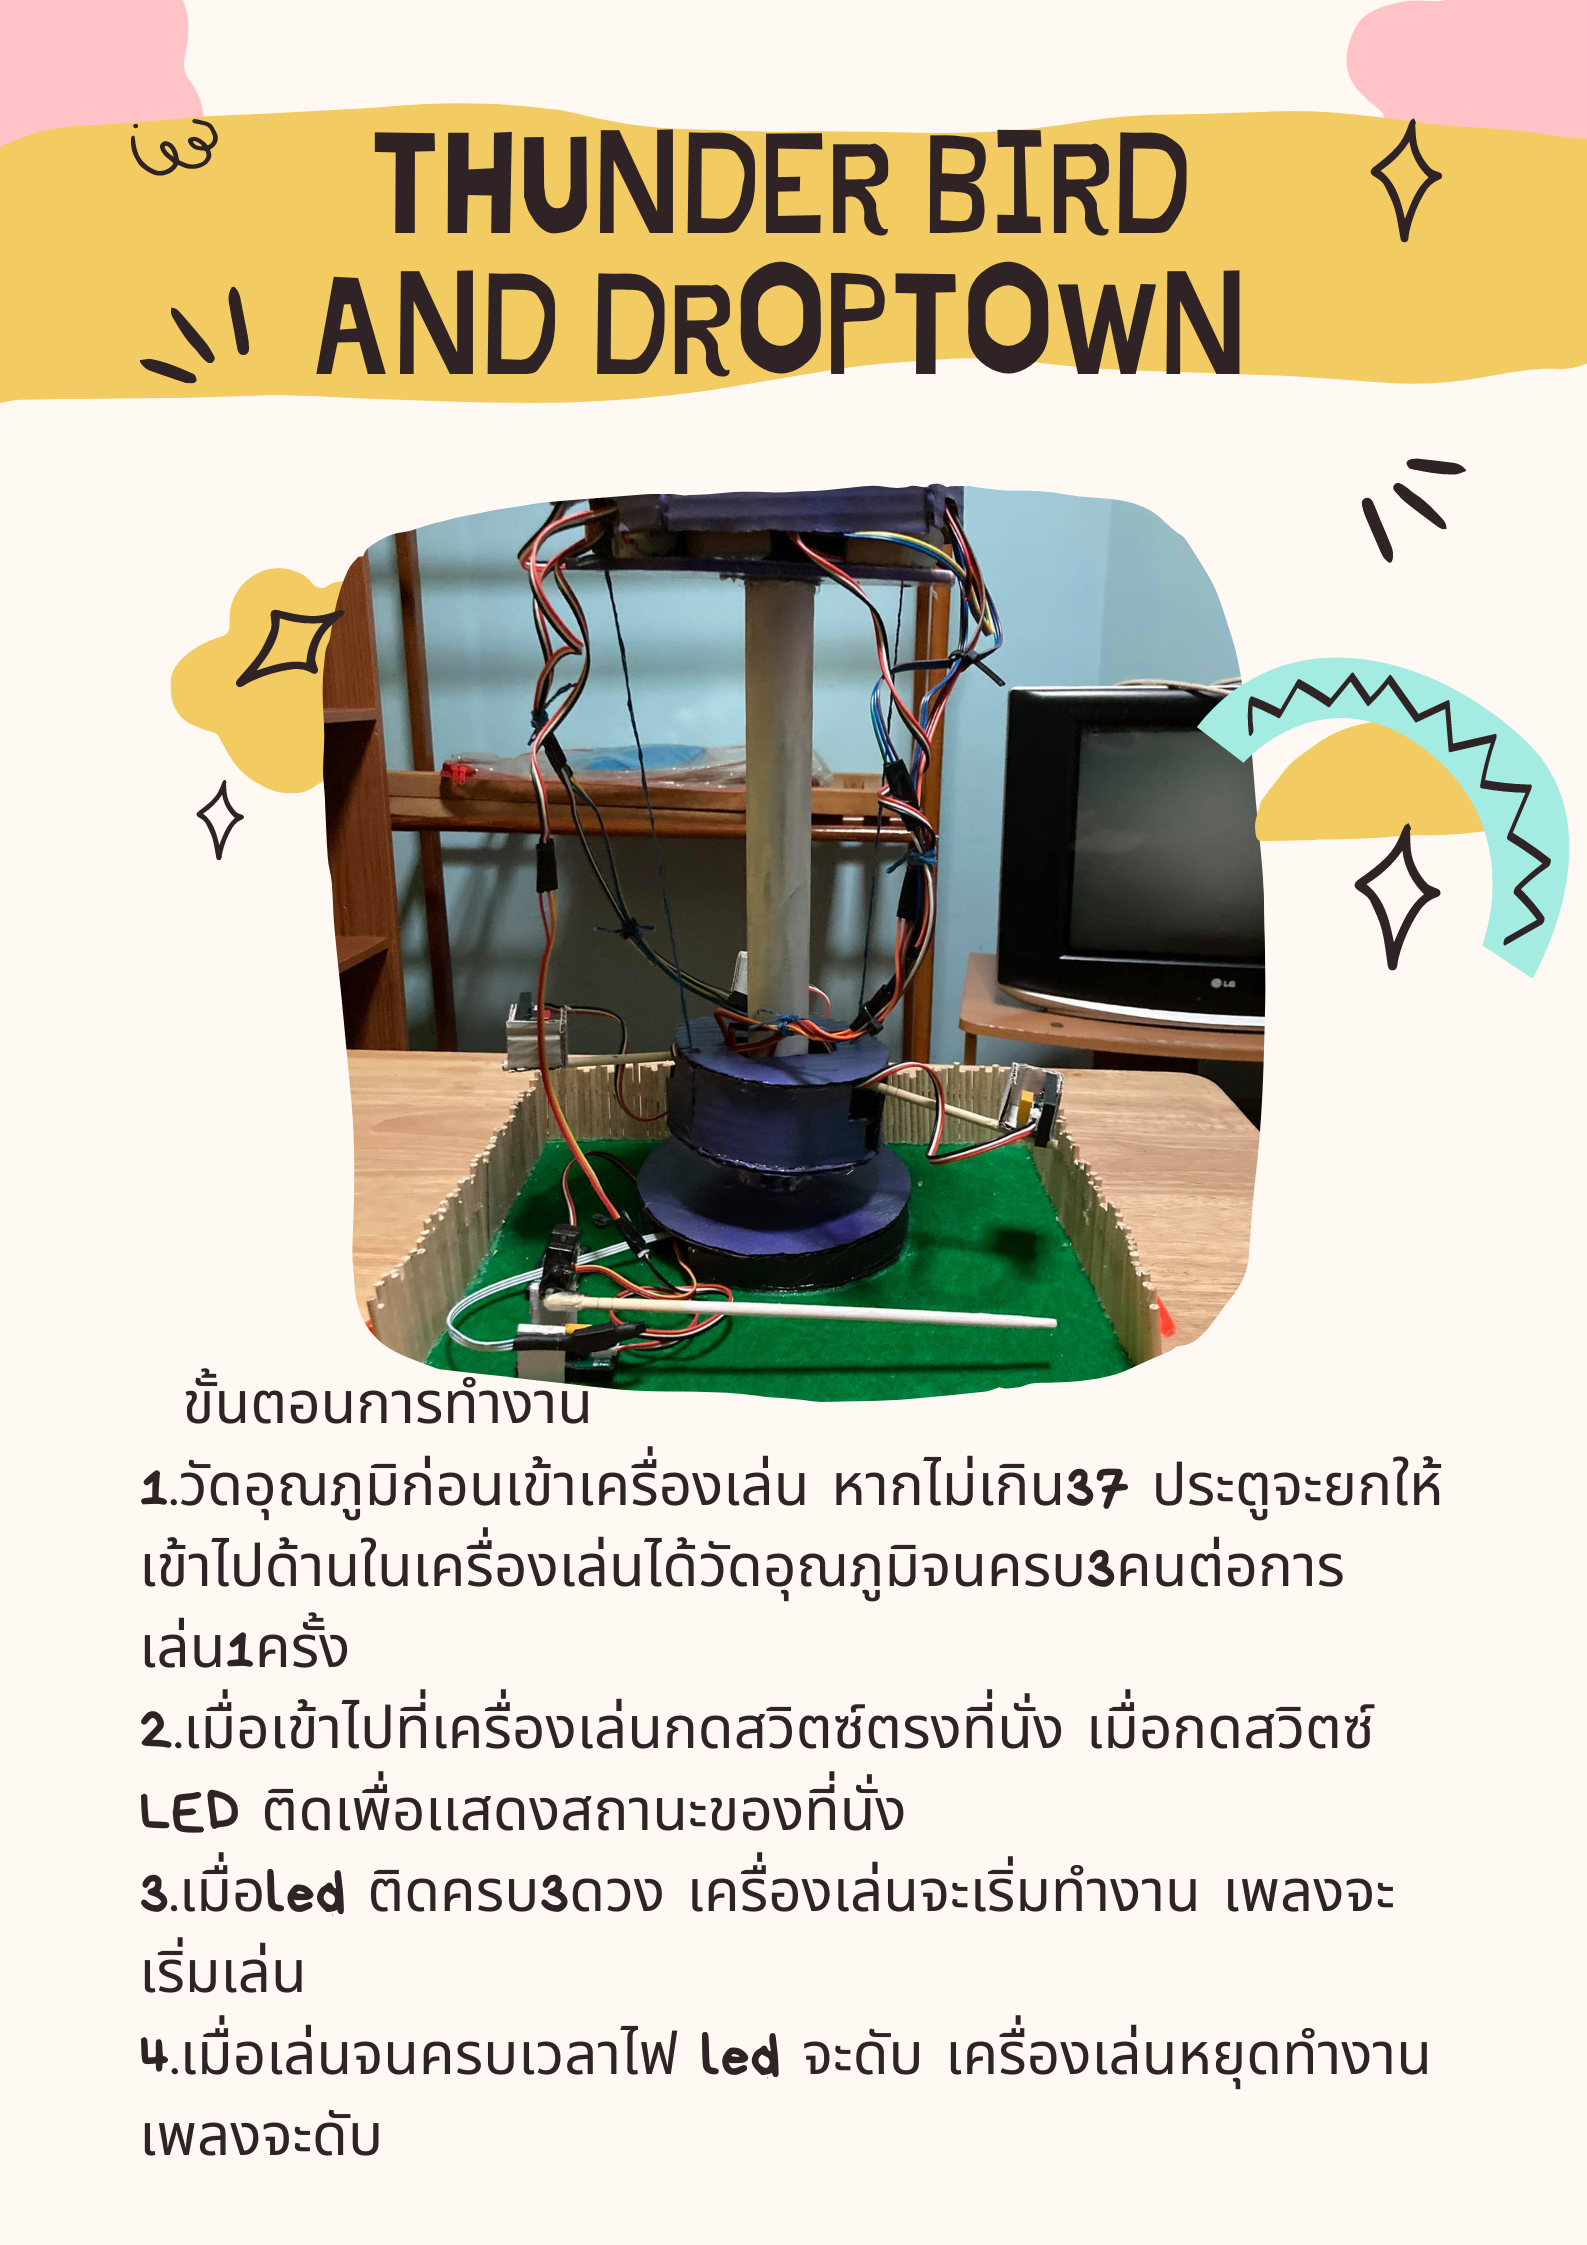 THUNDER BIRD
AND DROPTOWN
LG
ขั้นตอนการทำงาน
1.วัดอุณภูมิก่อนเข้าเครื่องเล่น หากไม่เกิน37 ประตูจะยกให้
เข้าไปด้านในเครื่องเล่นได้วัดอุณภูมิจนครบ3คนต่อการ
เล่น1ครั้ง
2.เมื่อเข้าไปที่เครื่องเล่นกดสวิตซ์ตรงที่นั่ง เมื่อกดสวิตซ์
LED ติดเพื่อแสดงสถานะของที่นั่ง
3.เมื่อled ติดครบ3ดวง เครื่องเล่นจะเริ่มทำงาน เพลงจะ
เริ่มเล่น
4.เมื่อเล่นจนครบเวลาไฟ led จะดับ เครื่องเล่นหยุดทำงาน
เพลงจะดับ